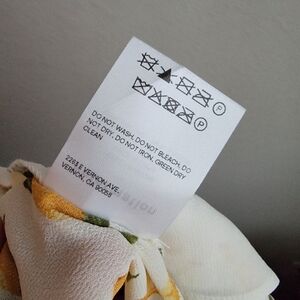 P
P
DO NOT WASH, DO NOT BLEACH, DO
NOT DRY, DO NOT IRON, GREEN DRY
CLEAN
2263 E VERNON AVE,
VERNON, CA 90058